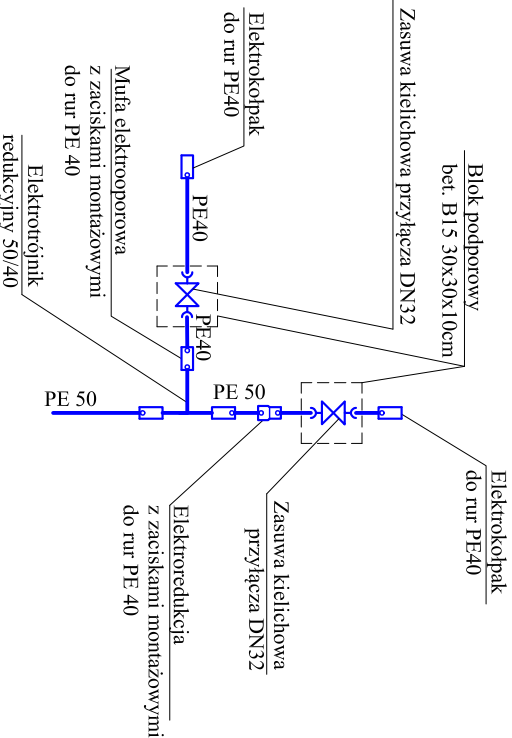 Elektrokołpak
do rur PE40
Zasuwa kielichowa przyłącza DN32
Blok podporowy
bet. B15 30x30x10cm
Mufa elektrooporowa
z zaciskami montażowymi
do rur PE 40
Elektrotrójnik
redukcyjny 50/40
PE40
PE40
PE 50
PE 50
Elektrokołpak
do rur PE40
Zasuwa kielichowa
przyłącza DN32
Elektroredukcja
z zaciskami montażowymi
do rur PE 40